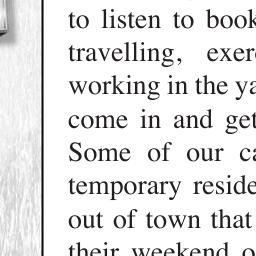 to listen to book
travelling, exer
working in the ya
come in and get
Some of our ca
temporary reside
out of town that
their weekend o